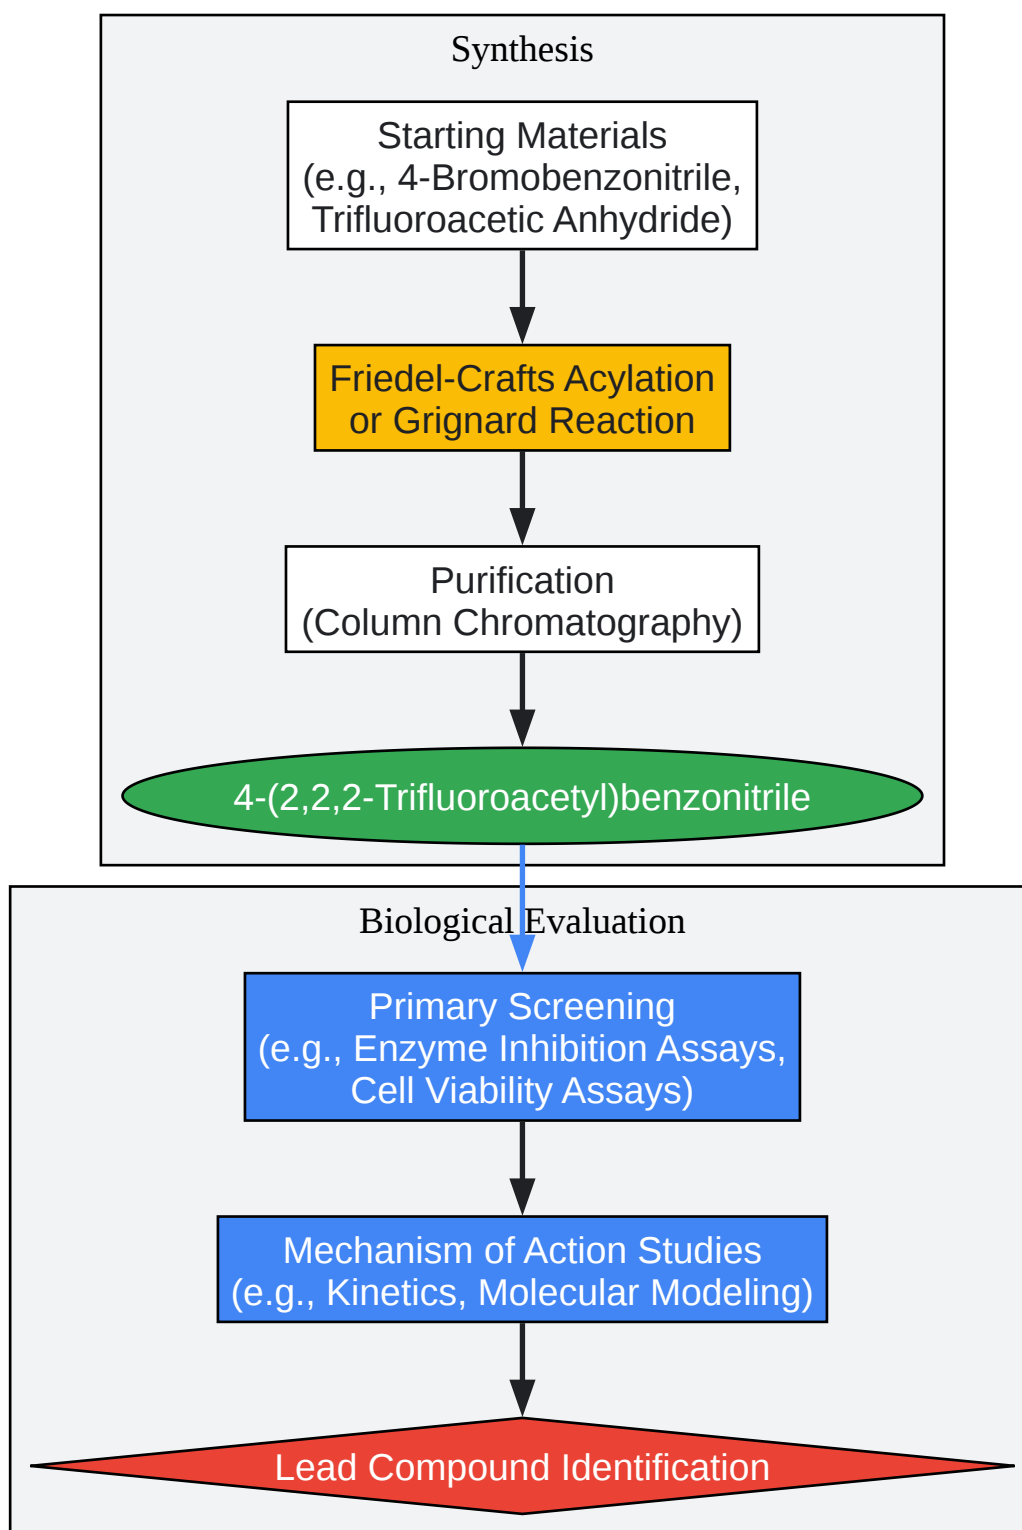 Synthesis
Starting Materials
(e.g., 4-Bromobenzonitrile,
Trifluoroacetic Anhydride)
Friedel-Crafts Acylation
or Grignard Reaction
Purification
(Column Chromatography)
4-(2,2,2-Trifluoroacetyl)benzonitrile
Biological Evaluation
Primary Screening
(e.g., Enzyme Inhibition Assays,
Cell Viability Assays)
Mechanism of Action Studies
(e.g., Kinetics, Molecular Modeling)
Lead Compound Identification